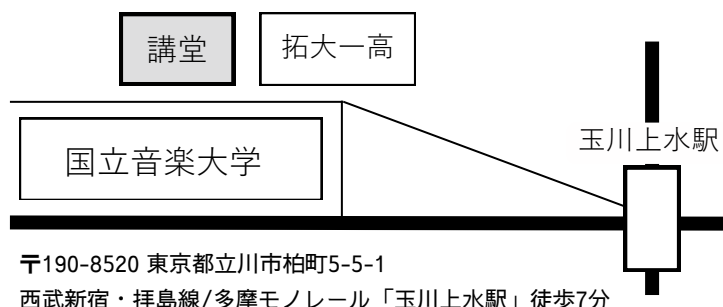 講堂
拓大一高
玉川上水駅
国立音楽大学
〒190-8520 東京都立川市柏町5-5-1
西武新宿・拝島線/多摩モノレール「玉川上水駅」徒歩7分